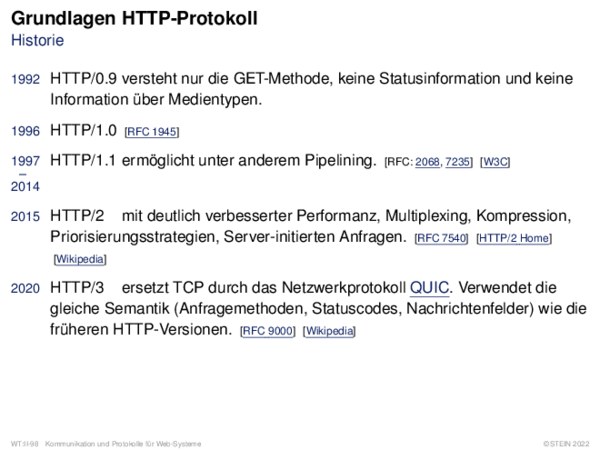 Grundlagen HTTP-Protokoll
Historie
1992 HTTP/0.9 versteht nur die GET-Methode, keine Statusinformation und keine
Information über Medientypen.
1996 HTTP/1.0 [RFC 1945]
1997 HTTP/1.1 ermöglicht unter anderem Pipelining. [RFC: 2068, 7235] [W3C]
–
2014
2015 HTTP/2 mit deutlich verbesserter Performanz, Multiplexing, Kompression,
Priorisierungsstrategien, Server-initierten Anfragen. [RFC 7540] [HTTP/2 Home]
[Wikipedia]
2020 HTTP/3 ersetzt TCP durch das Netzwerkprotokoll QUIC. Verwendet die
gleiche Semantik (Anfragemethoden, Statuscodes, Nachrichtenfelder) wie die
früheren HTTP-Versionen. [RFC 9000] [Wikipedia]
WT:II-98 Kommunikation und Protokolle für Web-Systeme ©STEIN 2022